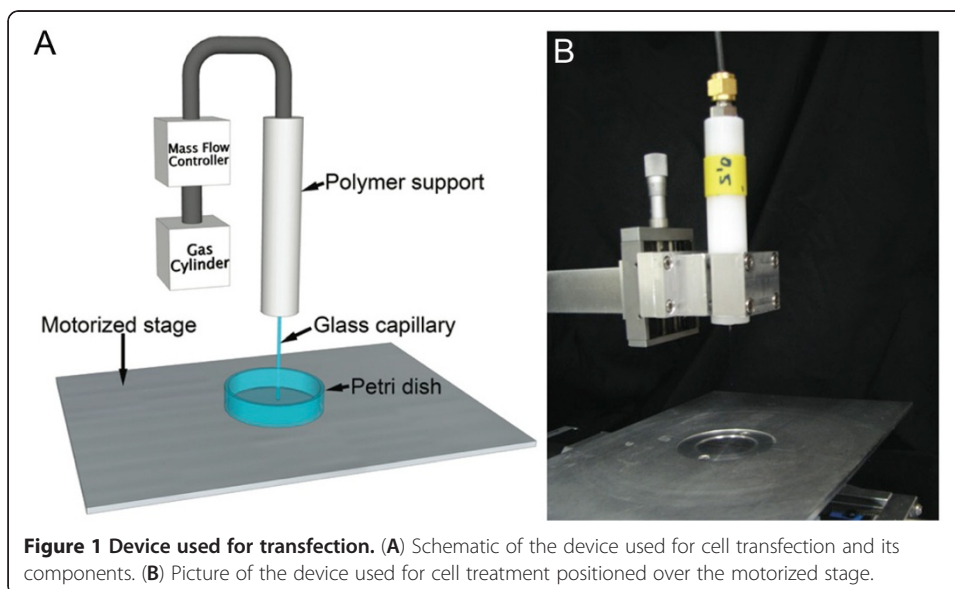 A
Mass Flow
Controller
Gas
Cylinder
Polymer support
Motorized stage
Glass capillary
Petri dish
B
Figure 1 Device used for transfection. (A) Schematic of the device used for cell transfection and its
components. (B) Picture of the device used for cell treatment positioned over the motorized stage.